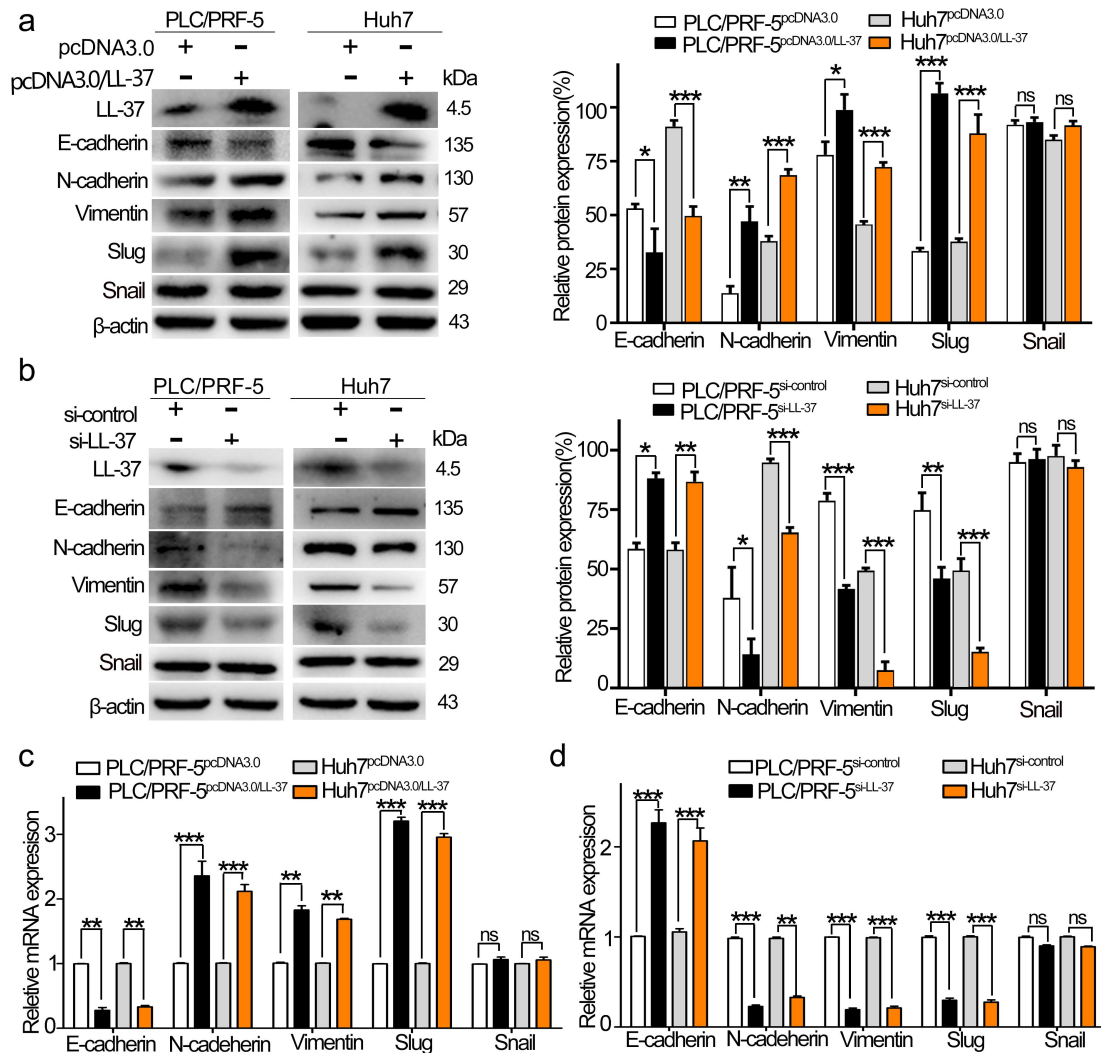 a
PLC/PRF-5 Huh7
pcDNA3.0 + - + -
pcDNA3.0/LL-37 - + - + kDa
LL-37 4.5
E-cadherin 135
N-cadherin 130
Vimentin 57
Slug 30
Snail 29
β-actin 43
PLC/PRF-5pcDNA3.0 Huh7pcDNA3.0
PLC/PRF-5pcDNA3.0/LL-37 Huh7pcDNA3.0/LL-37
Relative protein expression(%)
100
75
50
25
0
* *** ** *** * *** *** *** ns ns
E-cadherin N-cadherin Vimentin Slug Snail
b
PLC/PRF-5 Huh7
si-control + - + -
si-LL-37 - + - + kDa
LL-37 4.5
E-cadherin 135
N-cadherin 130
Vimentin 57
Slug 30
Snail 29
β-actin 43
PLC/PRF-5si-control Huh7si-control
PLC/PRF-5si-LL-37 Huh7si-LL-37
Relative protein expression(%)
100
75
50
25
0
* ** * *** *** *** ** *** ns ns
E-cadherin N-cadherin Vimentin Slug Snail
c
PLC/PRF-5pcDNA3.0 Huh7pcDNA3.0
PLC/PRF-5pcDNA3.0/LL-37 Huh7pcDNA3.0/LL-37
Reletive mRNA expresison
3
2
1
0
** ** *** *** ** ** *** *** ns ns
E-cadherin N-cadeherin Vimentin Slug Snail
d
PLC/PRF-5si-control Huh7si-control
PLC/PRF-5si-LL-37 Huh7si-LL-37
Reletive mRNA expresison
2
1
0
*** *** *** ** *** *** *** *** ns ns
E-cadherin N-cadeherin Vimentin Slug Snail